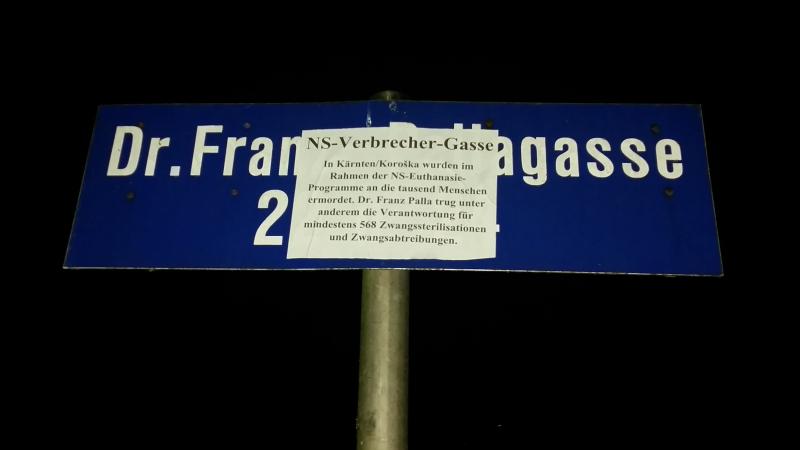 Dr. Fran
agasse
2
NS-Verbrecher-Gasse
In Kärnten/Koroška wurden im
Rahmen der NS-Euthanasie-
Programme an die tausend Menschen
ermordet. Dr. Franz Palla trug unter
anderem die Verantwortung für
mindestens 568 Zwangssterilisationen
und Zwangsabtreibungen.